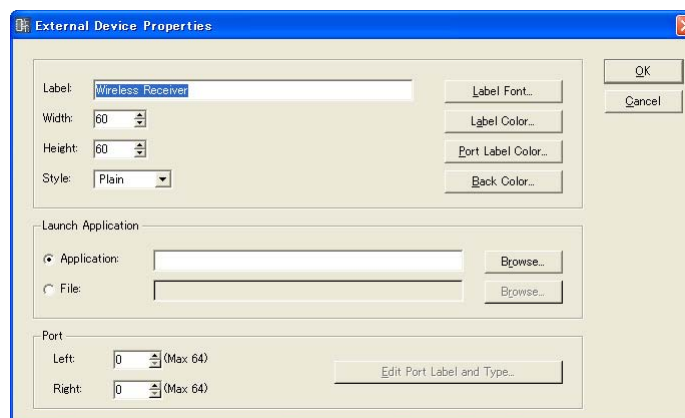 External Device Properties
Label: Wireless Receiver Label Font... OK
Width: 60 Label Color... Cancel
Height: 60 Port Label Color...
Style: Plain Back Color...
Launch Application
Application: Browse...
File: Browse...
Port
Left: 0 (Max 64) Edit Port Label and Type...
Right: 0 (Max 64)